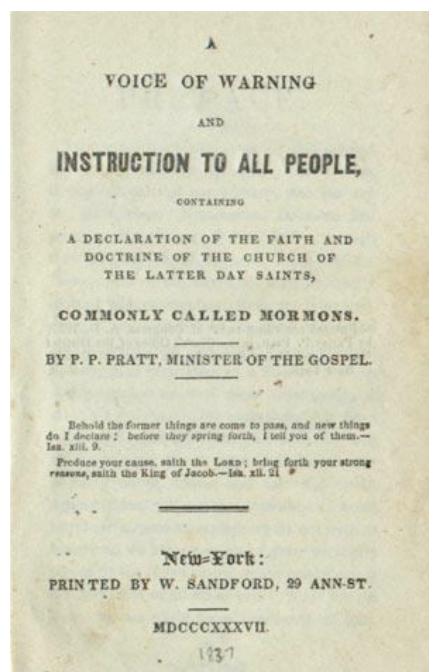 A
VOICE OF WARNING
AND
INSTRUCTION TO ALL PEOPLE,
CONTAINING
A DECLARATION OF THE FAITH AND
DOCTRINE OF THE CHURCH OF
THE LATTER DAY SAINTS,
COMMONLY CALLED MORMONS.
BY P. P. PRATT, MINISTER OF THE GOSPEL.
Behold the former things are come to pass, and new things
do I declare; before they spring forth, I tell you of them.—
Isa. xlii. 9.
Produce your cause, saith the LORD; bring forth your strong
reasons, saith the King of Jacob.—Isa. xli. 21
New=York:
PRINTED BY W. SANDFORD, 29 ANN-ST.
MDCCCXXXVII.
1837